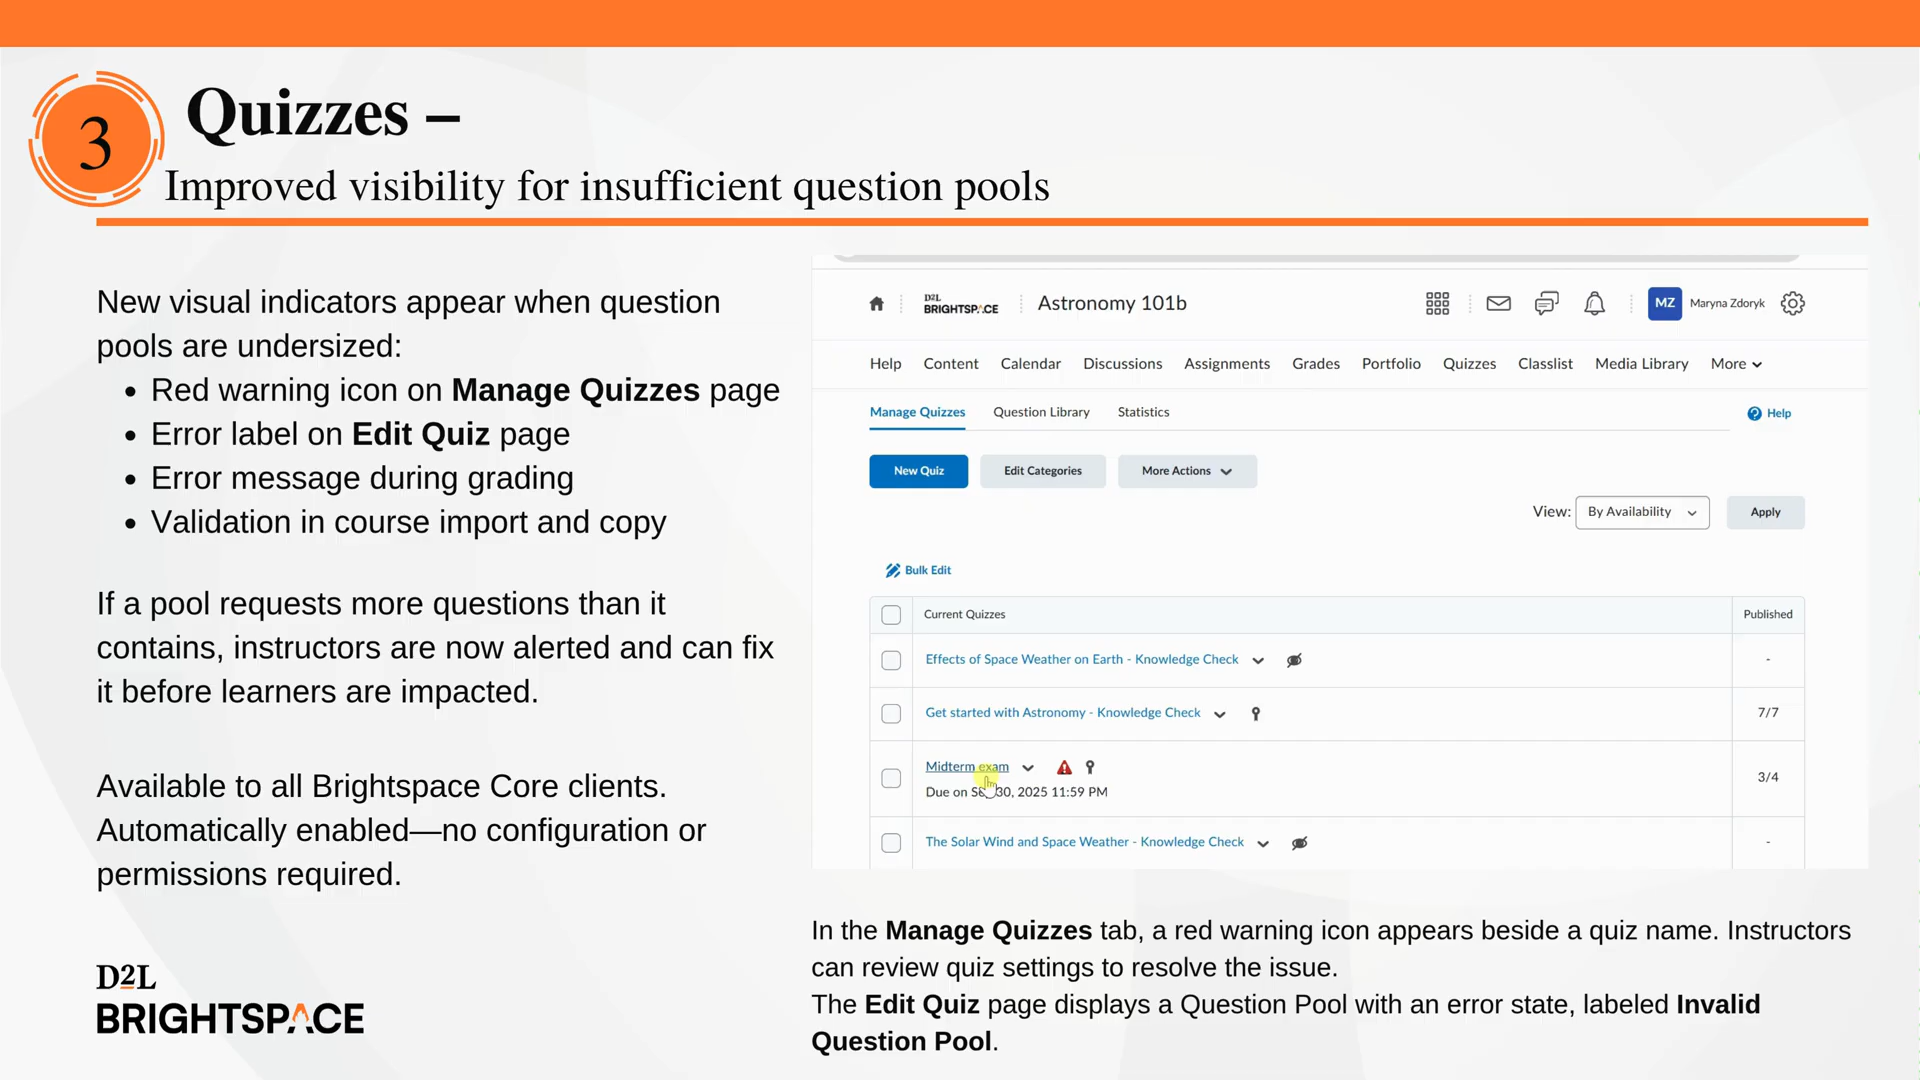 3
Quizzes –
Improved visibility for insufficient question pools
New visual indicators appear when question
pools are undersized:
• Red warning icon on Manage Quizzes page
• Error label on Edit Quiz page
• Error message during grading
• Validation in course import and copy
If a pool requests more questions than it
contains, instructors are now alerted and can fix
it before learners are impacted.
Available to all Brightspace Core clients.
Automatically enabled—no configuration or
permissions required.
D2L
BRIGHTSPACE
D2L
BRIGHTSPACE
Astronomy 101b
MZ
Maryna Zdoryk
Help Content Calendar Discussions Assignments Grades Portfolio Quizzes Classlist Media Library More
Manage Quizzes Question Library Statistics
Help
New Quiz Edit Categories More Actions
View: By Availability Apply
Bulk Edit
Current Quizzes Published
Effects of Space Weather on Earth - Knowledge Check -
Get started with Astronomy - Knowledge Check 7/7
Midterm exam 3/4
Due on 30, 2025 11:59 PM
The Solar Wind and Space Weather - Knowledge Check -
In the Manage Quizzes tab, a red warning icon appears beside a quiz name. Instructors
can review quiz settings to resolve the issue.
The Edit Quiz page displays a Question Pool with an error state, labeled Invalid
Question Pool.